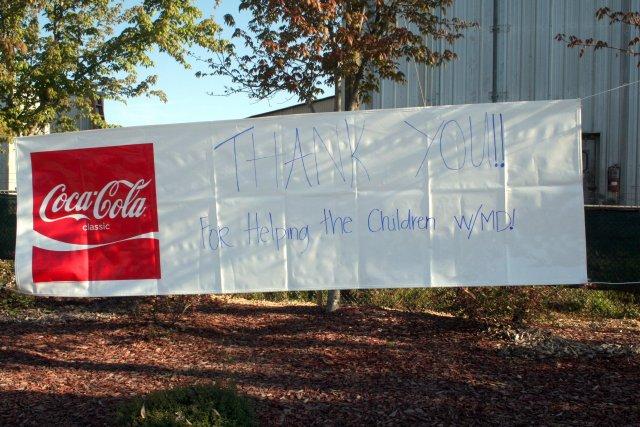 Coca-Cola
classic
THANK YOU!!
For Helping the Children w/MD!